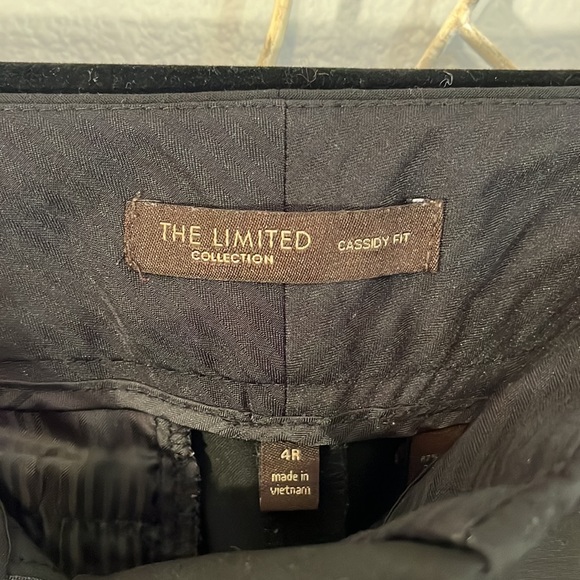 THE LIMITED
COLLECTION
CASSIDY FIT
4R
made in
vietnam